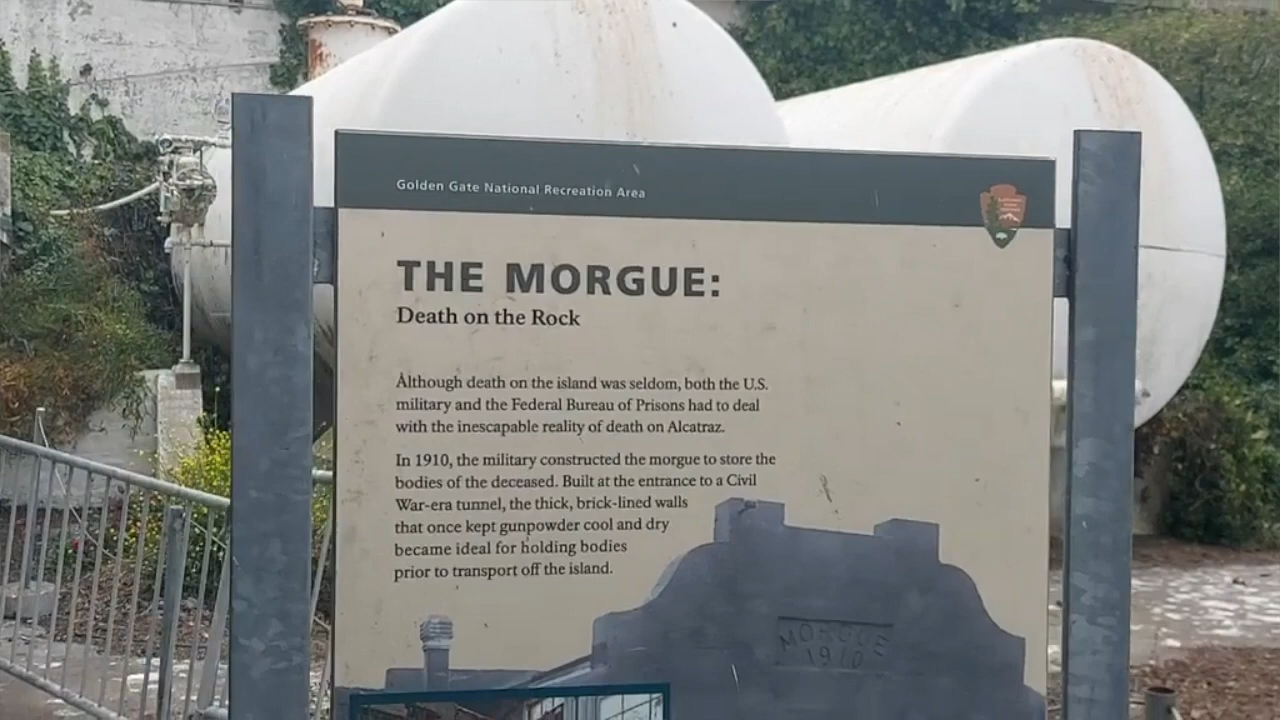 Golden Gate National Recreation Area
THE MORGUE:
Death on the Rock
Although death on the island was seldom, both the U.S.
military and the Federal Bureau of Prisons had to deal
with the inescapable reality of death on Alcatraz.
In 1910, the military constructed the morgue to store the
bodies of the deceased. Built at the entrance to a Civil
War-era tunnel, the thick, brick-lined walls
that once kept gunpowder cool and dry
became ideal for holding bodies
prior to transport off the island.
MORGUE
1910